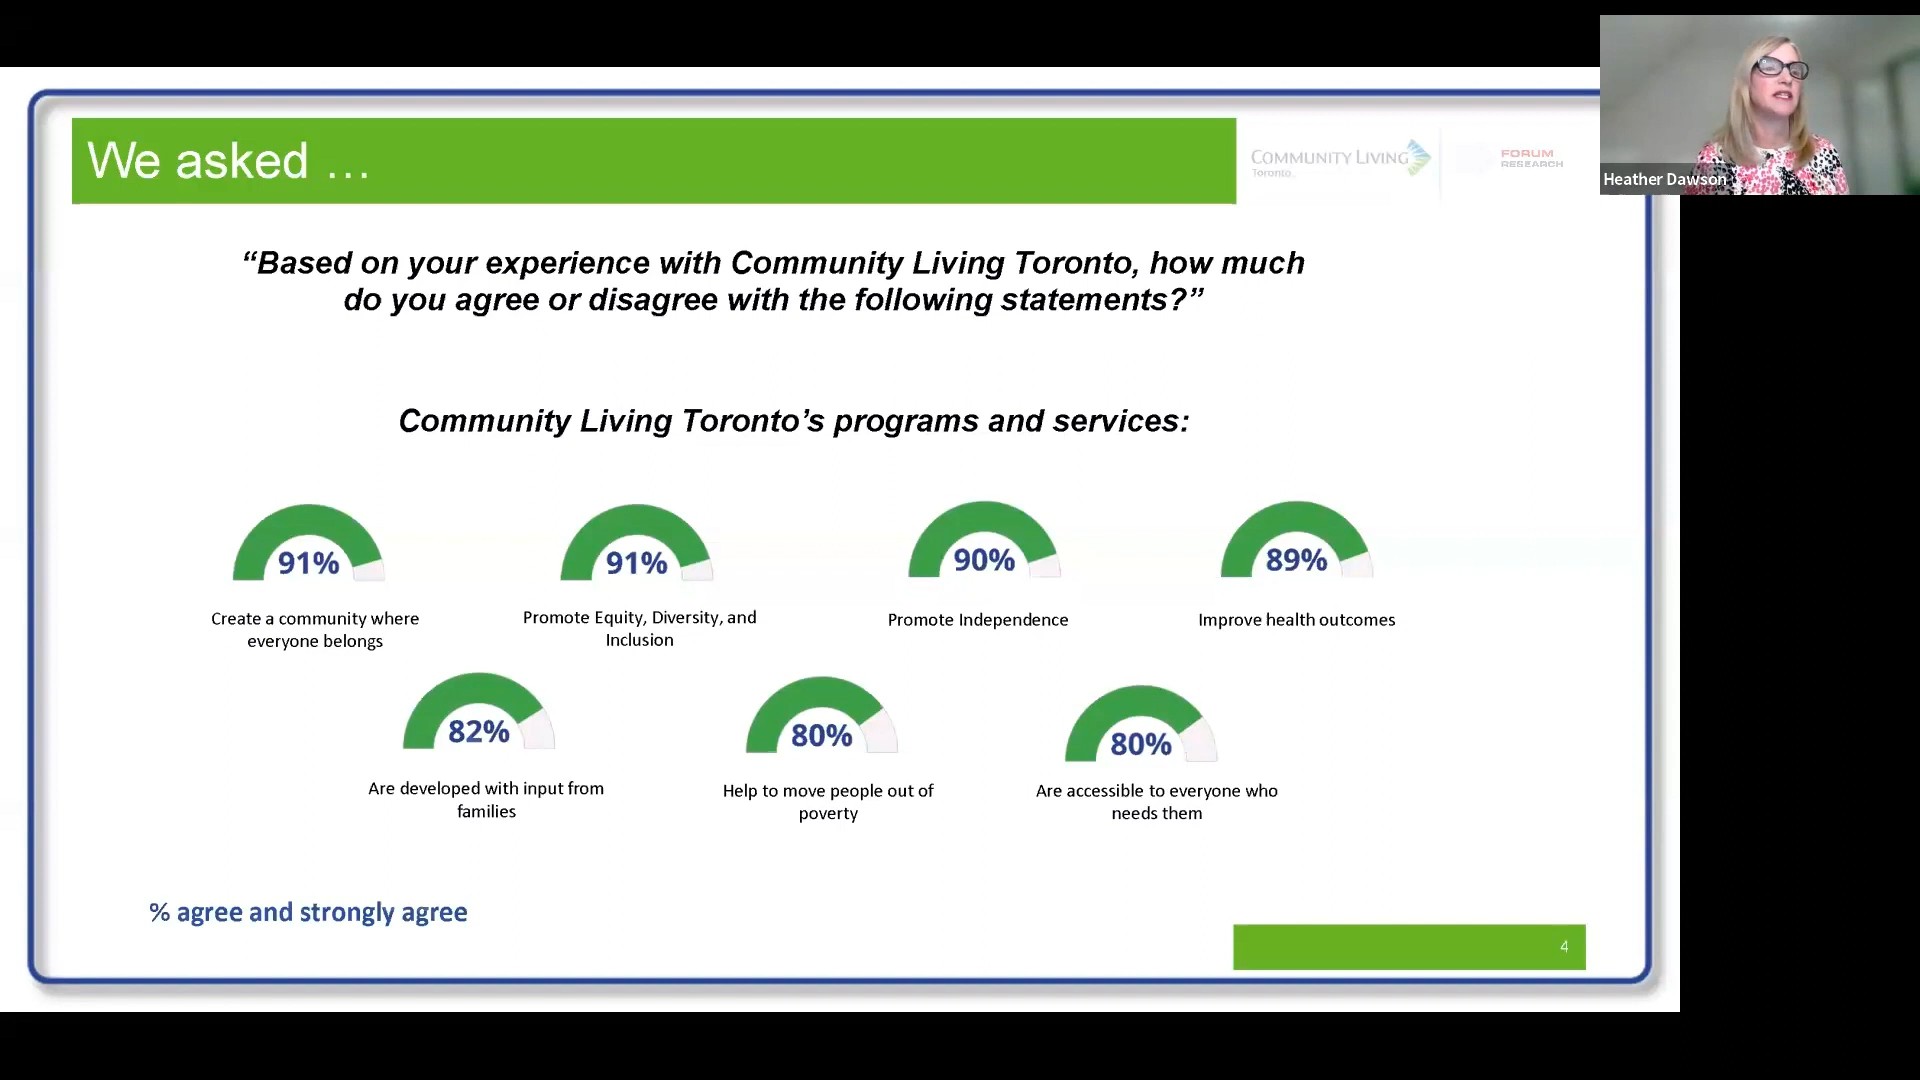 We asked ...
COMMUNITY LIVING
Toronto
FORUM
RESEARCH
Heather Dawson
“Based on your experience with Community Living Toronto, how much
do you agree or disagree with the following statements?”
Community Living Toronto’s programs and services:
91%
91%
90%
89%
Create a community where
everyone belongs
Promote Equity, Diversity, and
Inclusion
Promote Independence
Improve health outcomes
82%
80%
80%
Are developed with input from
families
Help to move people out of
poverty
Are accessible to everyone who
needs them
% agree and strongly agree
4